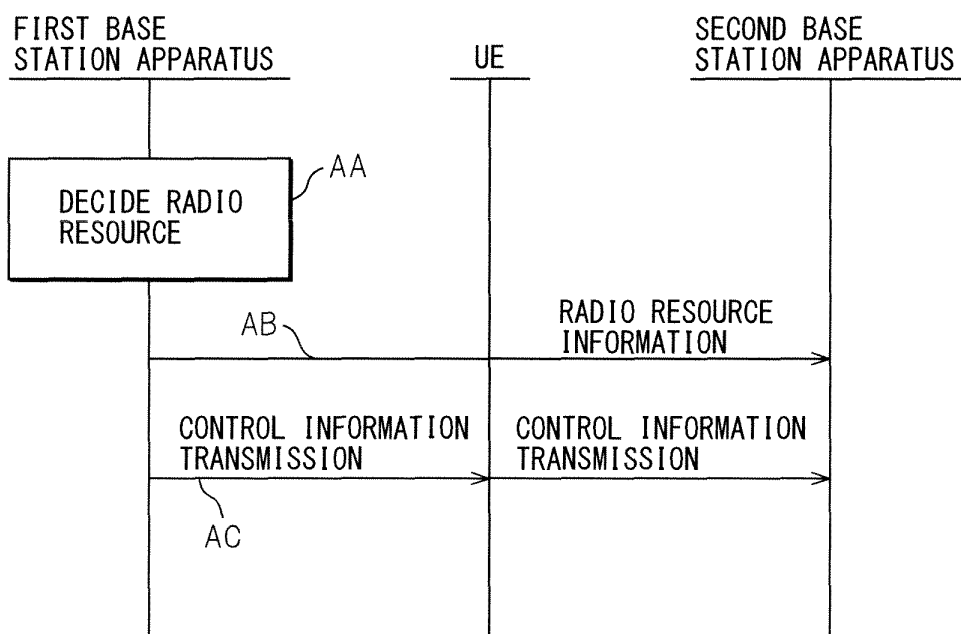 FIRST BASE
STATION APPARATUS
UE
SECOND BASE
STATION APPARATUS
AA
DECIDE RADIO
RESOURCE
AB
RADIO RESOURCE
INFORMATION
CONTROL INFORMATION
TRANSMISSION
CONTROL INFORMATION
TRANSMISSION
AC